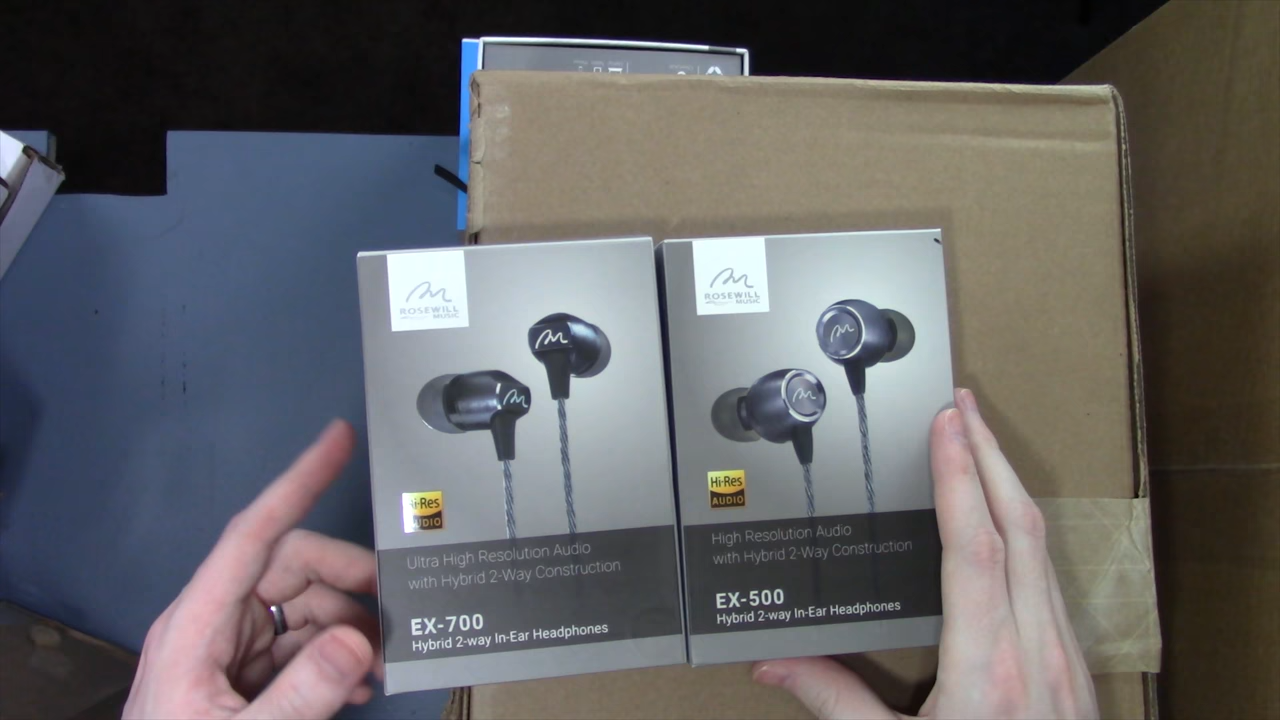 ROSEWILL
MUSIC
Hi-Res
AUDIO
Ultra High Resolution Audio
with Hybrid 2-Way Construction
EX-700
Hybrid 2-way In-Ear Headphones
ROSEWILL
MUSIC
Hi-Res
AUDIO
High Resolution Audio
with Hybrid 2-Way Construction
EX-500
Hybrid 2-way In-Ear Headphones